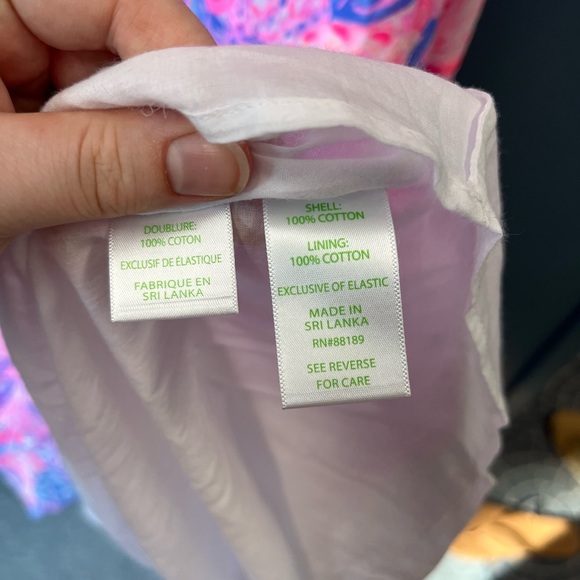 DOUBLURE:
100% COTON
EXCLUSIF DE ÉLASTIQUE
FABRIQUE EN
SRI LANKA
SHELL:
100% COTTON
LINING:
100% COTTON
EXCLUSIVE OF ELASTIC
MADE IN
SRI LANKA
RN#88189
SEE REVERSE
FOR CARE